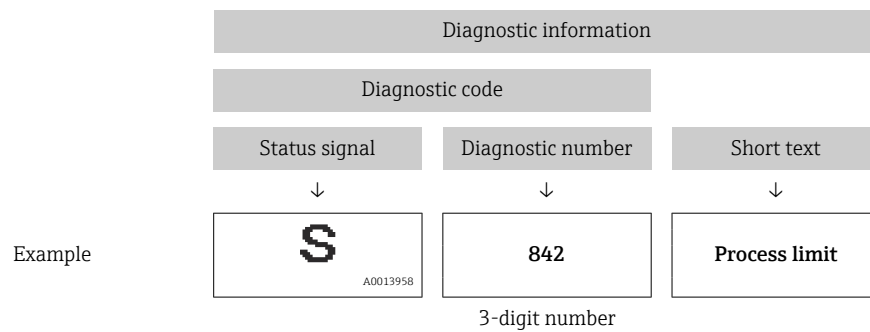 Diagnostic information
Diagnostic code
Status signal Diagnostic number Short text
↓ ↓ ↓
Example S 842 Process limit
A0013958
3-digit number